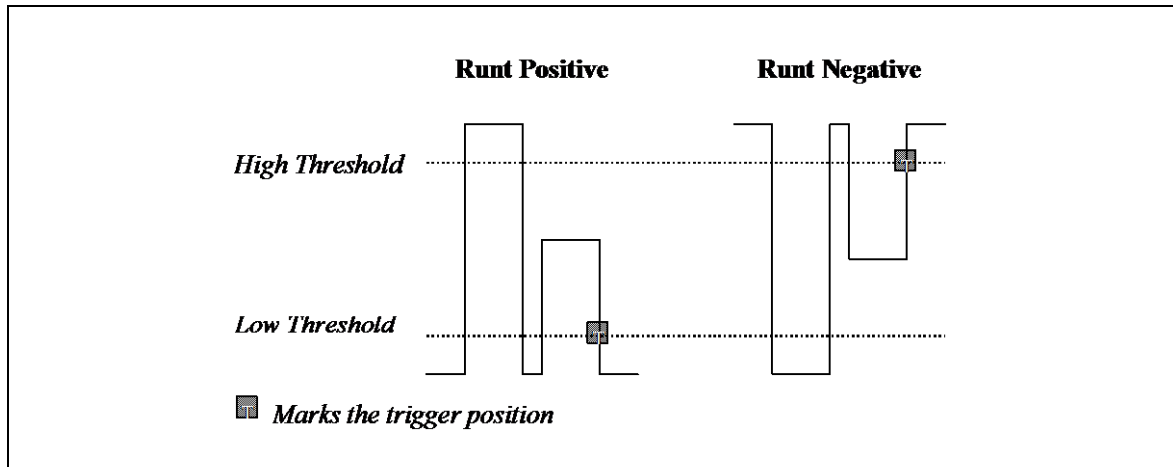 Runt Positive
Runt Negative
High Threshold
Low Threshold
T
T
T Marks the trigger position